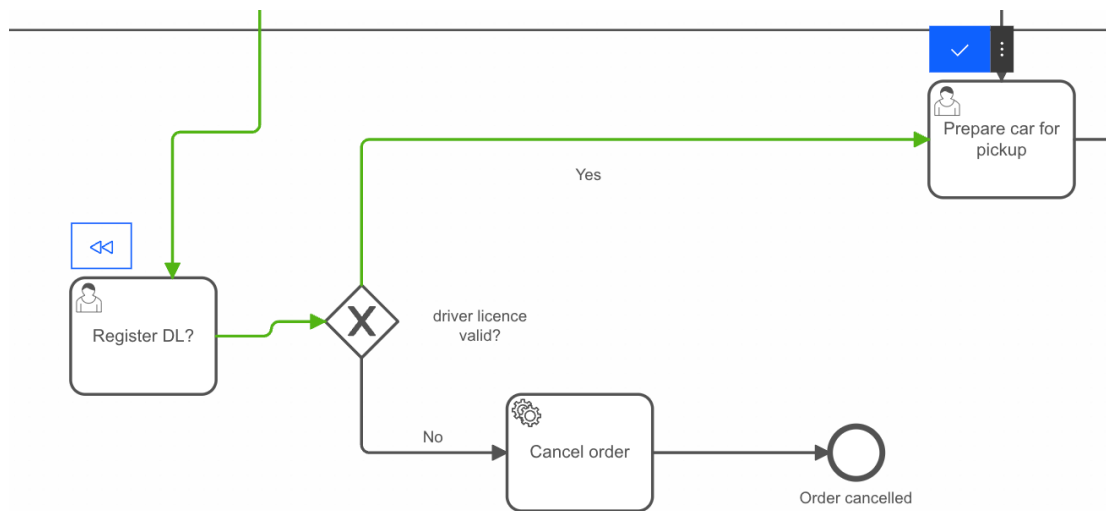 Prepare car for
pickup
Yes
Register DL?
driver licence
valid?
No
Cancel order
Order cancelled